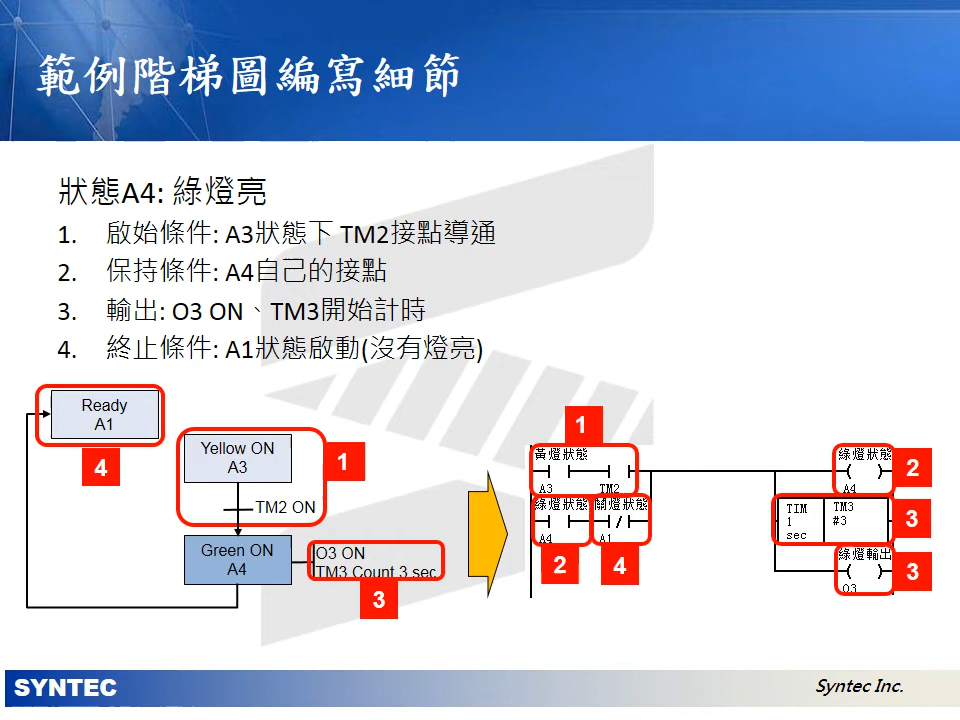 範例階梯圖編寫細節
狀態A4: 綠燈亮
1. 啟始條件: A3狀態下 TM2接點導通
2. 保持條件: A4自己的接點
3. 輸出: O3 ON、TM3開始計時
4. 終止條件: A1狀態啟動(沒有燈亮)
Ready
A1
4
Yellow ON
A3
1
TM2 ON
Green ON
A4
O3 ON
TM3 Count 3 sec
3
1
黃燈狀態
A3 TM2
綠燈狀態 關燈狀態
A4 A1
2 4
綠燈狀態
A4
2
TIM TM3
1 #3
sec
3
綠燈輸出
O3
3
SYNTEC
Syntec Inc.